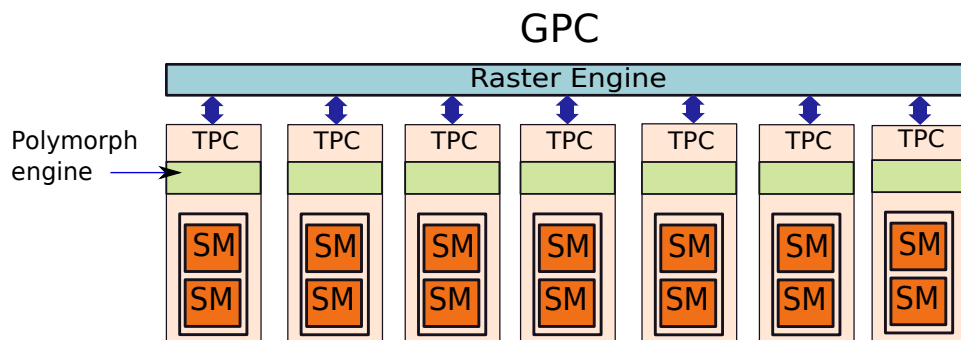 GPC
Raster Engine
Polymorph
engine
TPC TPC TPC TPC TPC TPC TPC
SM SM SM SM SM SM SM
SM SM SM SM SM SM SM